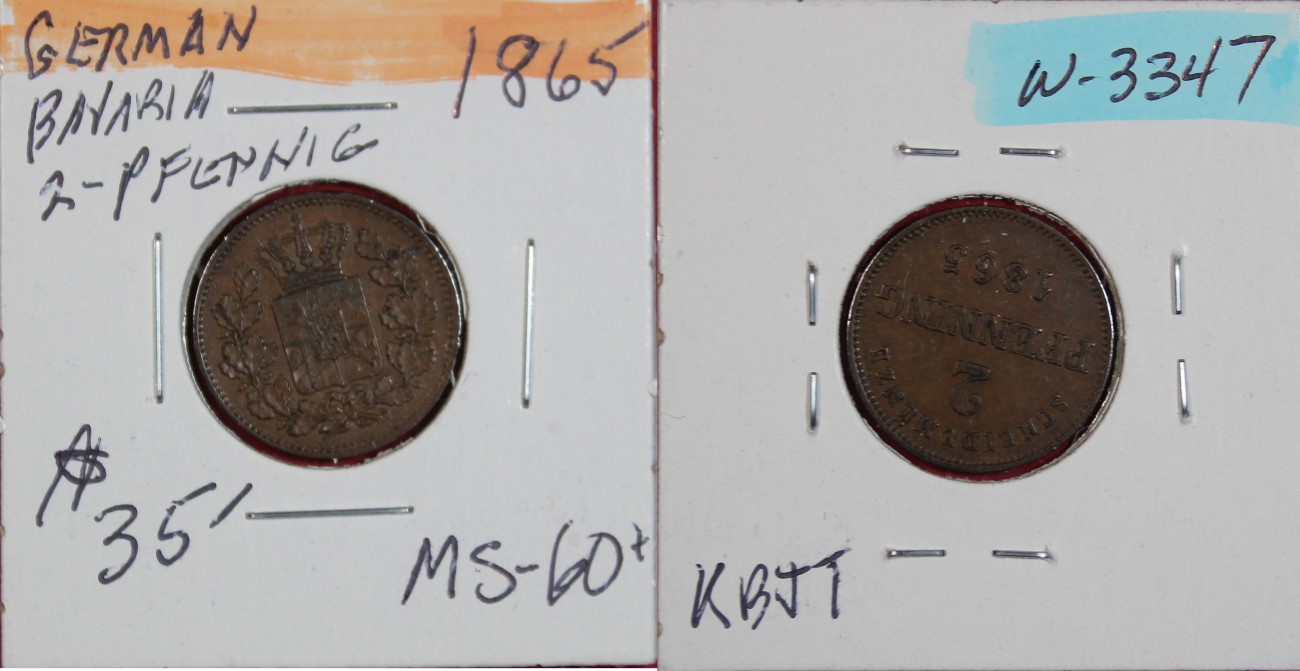 GERMAN
1865
BAVARIA
2-PFENNIG
35
MS-60+
W-3347
SCHEIDEMÜNZE
2
PFENNING
1865
KBJT